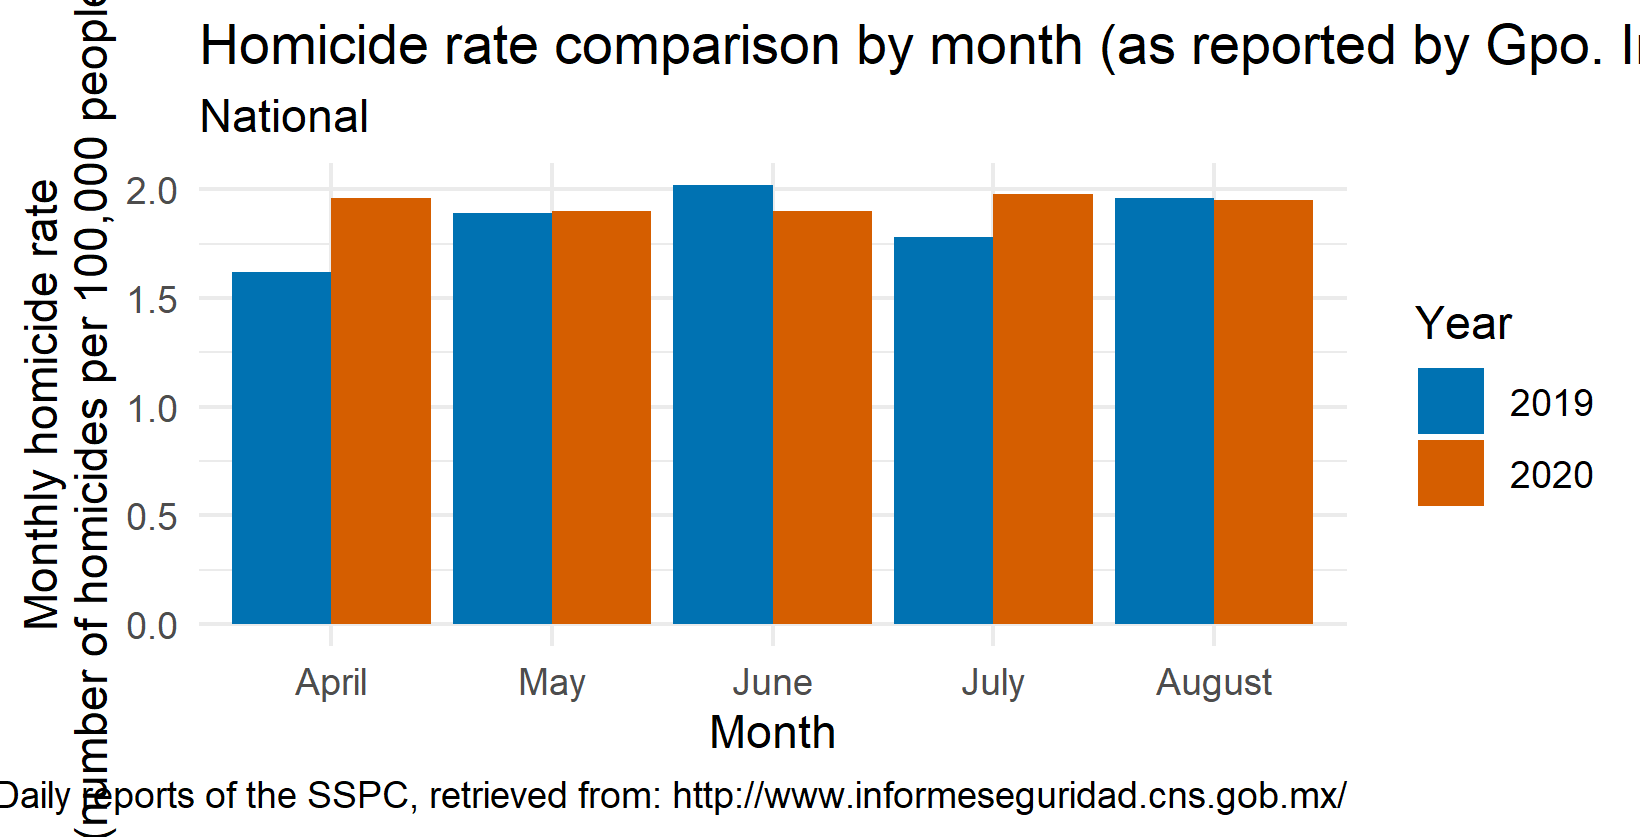 Homicide rate comparison by month (as reported by Gpo.
National
Monthly homicide rate
(number of homicides per 100,000 people
2.0
1.5
1.0
0.5
0.0
April May June July August
Month
Year
2019
2020
Daily reports of the SSPC, retrieved from: http://www.informeseguridad.cns.gob.mx/